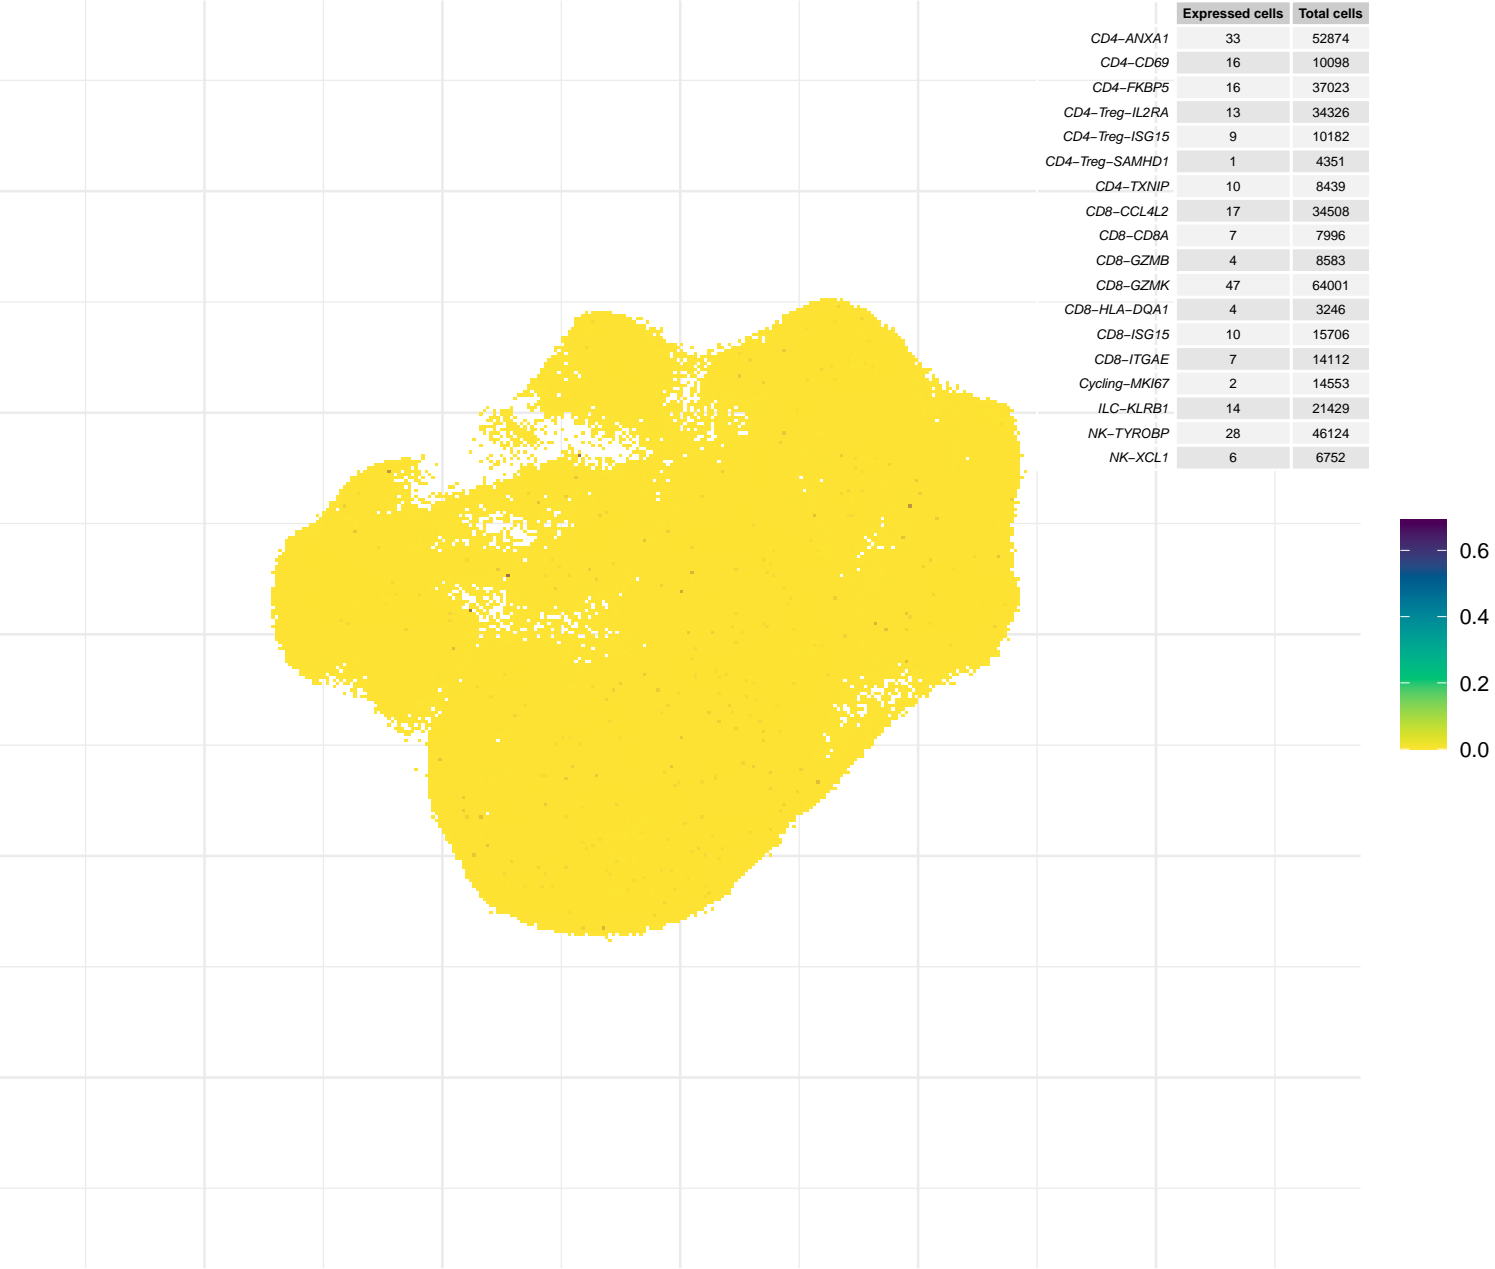 Expressed cells Total cells
CD4−ANXA1 33 52874
CD4−CD69 16 10098
CD4−FKBP5 16 37023
CD4−Treg−IL2RA 13 34326
CD4−Treg−ISG15 9 10182
CD4−Treg−SAMHD1 1 4351
CD4−TXNIP 10 8439
CD8−CCL4L2 17 34508
CD8−CD8A 7 7996
CD8−GZMB 4 8583
CD8−GZMK 47 64001
CD8−HLA−DQA1 4 3246
CD8−ISG15 10 15706
CD8−ITGAE 7 14112
Cycling−MKI67 2 14553
ILC−KLRB1 14 21429
NK−TYROBP 28 46124
NK−XCL1 6 6752
0.6
0.4
0.2
0.0